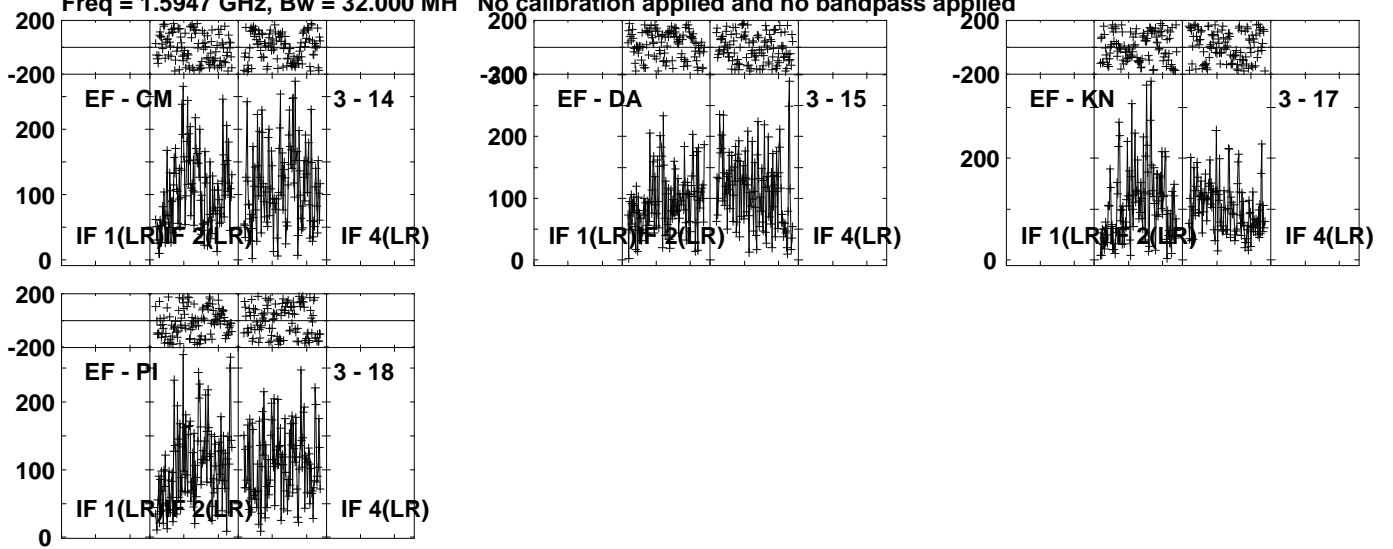 Freq = 1.5947 GHz, Bw = 32.000 MH No calibration applied and no bandpass applied
200
-200
EF - CM 3 - 14
200
100
0
IF 1(LR) IF 2(LR) IF 4(LR)
200
-200
300
EF - DA 3 - 15
200
100
0
IF 1(LR) IF 2(LR) IF 4(LR)
200
-200
EF - KN 3 - 17
200
0
IF 1(LR) IF 2(LR) IF 4(LR)
200
-200
EF - PI 3 - 18
200
100
0
IF 1(LR) IF 2(LR) IF 4(LR)